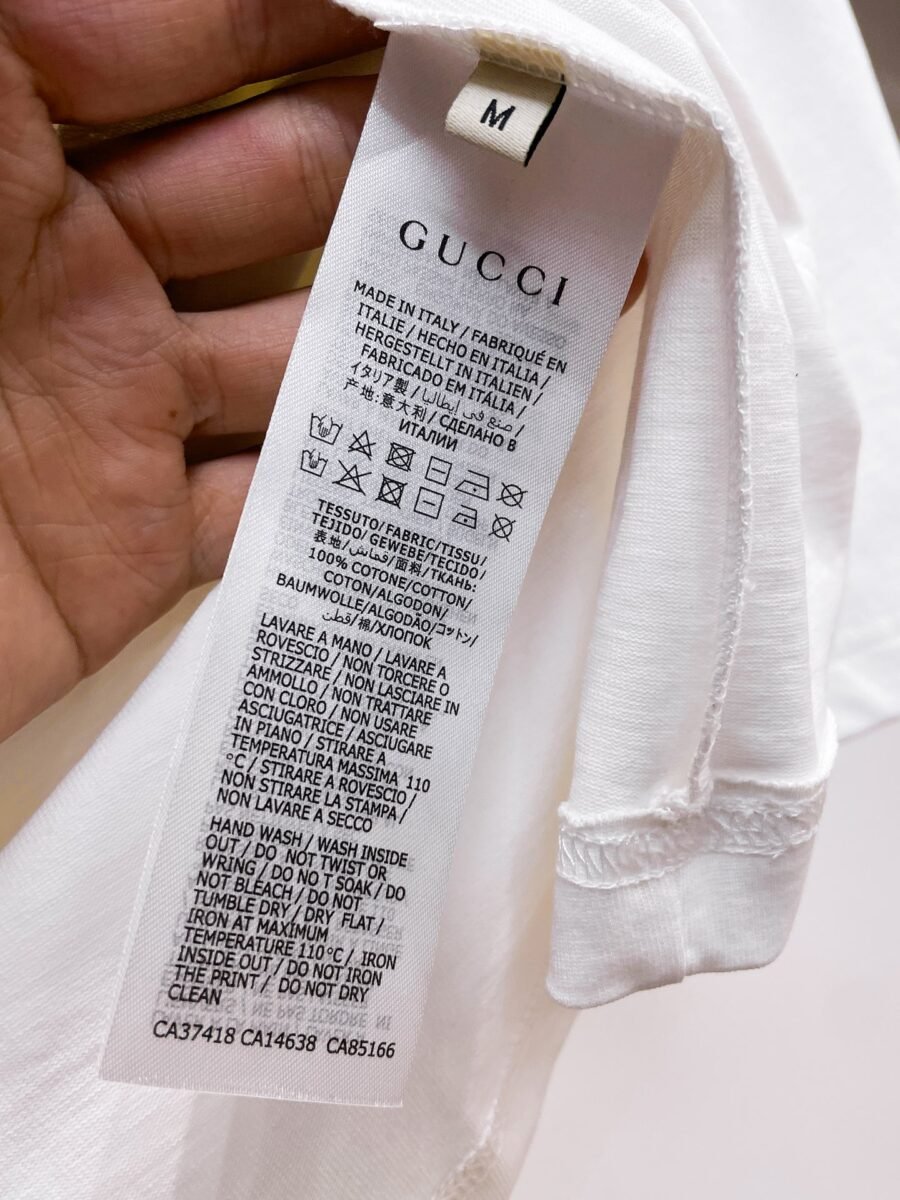 M
GUCCI
MADE IN ITALY / FABRIQUÉ EN
ITALIE / HECHO EN ITALIA /
HERGESTELLT IN ITALIEN /
FABRICADO EM ITÁLIA /
イタリア製 / صنع في إيطاليا /
产地:意大利 / СДЕЛАНО В
ИТАЛИИ
TESSUTO/FABRIC/TISSU/
TEJIDO/ GEWEBE/TECIDO/
表地/قماش/面料/ТКАНЬ:
100% COTONE/COTTON/
COTON/ALGODON/
BAUMWOLLE/ALGODÃO/コットン/
قطن/棉/ХЛОПОК
LAVARE A MANO / LAVARE A
ROVESCIO / NON TORCERE O
STRIZZARE / NON LASCIARE IN
AMMOLLO / NON TRATTARE
CON CLORO / NON USARE
ASCIUGATRICE / ASCIUGARE
IN PIANO / STIRARE A
TEMPERATURA MASSIMA 110
°C / STIRARE A ROVESCIO /
NON STIRARE LA STAMPA /
NON LAVARE A SECCO
HAND WASH / WASH INSIDE
OUT / DO NOT TWIST OR
WRING / DO NO T SOAK / DO
NOT BLEACH / DO NOT
TUMBLE DRY / DRY FLAT /
IRON AT MAXIMUM
TEMPERATURE 110°C / IRON
INSIDE OUT / DO NOT IRON
THE PRINT / DO NOT DRY
CLEAN
CA37418 CA14638 CA85166